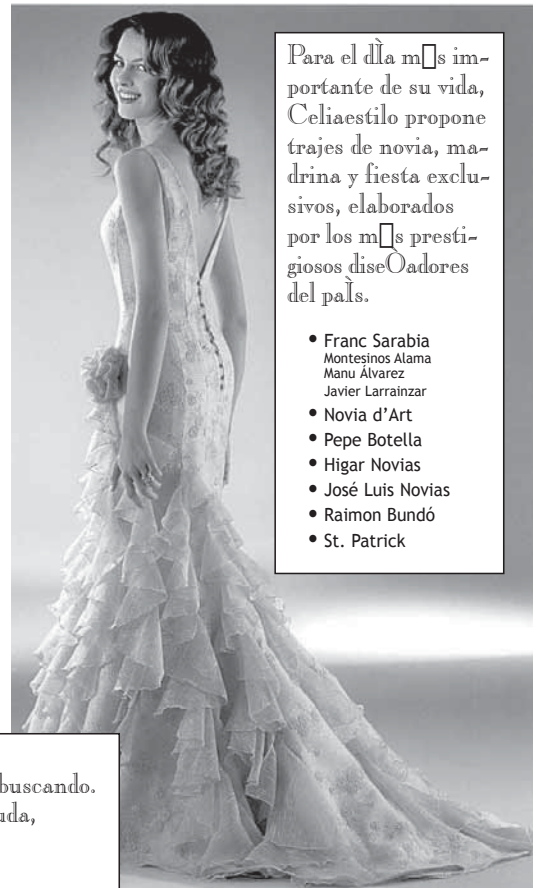 Para el dÌa m□s im-
portante de su vida,
Celiaestilo propone
trajes de novia, ma-
drina y fiesta exclu-
sivos, elaborados
por los m□s presti-
giosos diseÒadores
del paÌs.
• Franc Sarabia
Montesinos Alama
Manu Álvarez
Javier Larrainzar
• Novia d’Art
• Pepe Botella
• Higar Novias
• José Luis Novias
• Raimon Bundó
• St. Patrick
buscando.